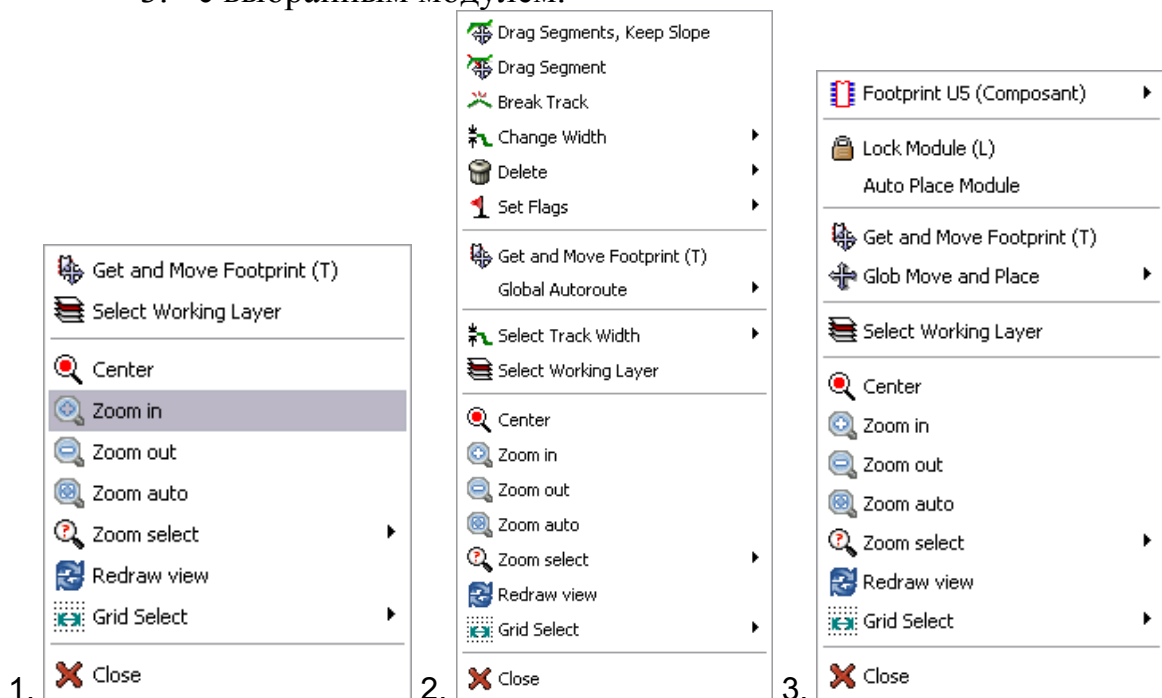 3. с выбранным модулем.
Get and Move Footprint (T)
Select Working Layer
Center
Zoom in
Zoom out
Zoom auto
Zoom select
Redraw view
Grid Select
Close
1.
Drag Segments, Keep Slope
Drag Segment
Break Track
Change Width
Delete
Set Flags
Get and Move Footprint (T)
Global Autoroute
Select Track Width
Select Working Layer
Center
Zoom in
Zoom out
Zoom auto
Zoom select
Redraw view
Grid Select
Close
2.
Footprint U5 (Composant)
Lock Module (L)
Auto Place Module
Get and Move Footprint (T)
Glob Move and Place
Select Working Layer
Center
Zoom in
Zoom out
Zoom auto
Zoom select
Redraw view
Grid Select
Close
3.